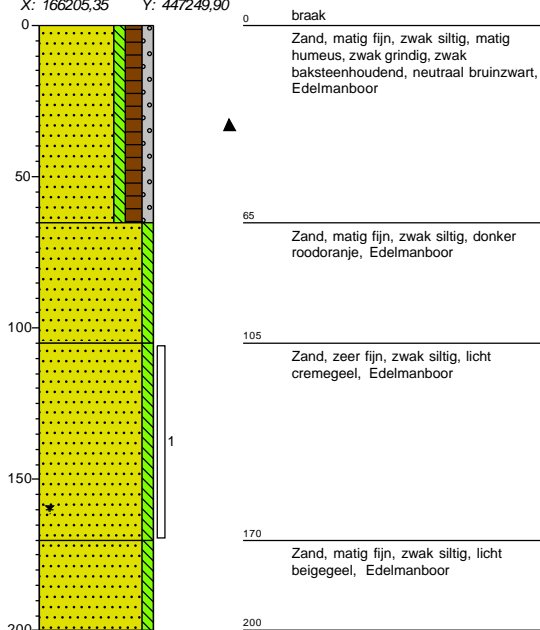 X: 166205,35 Y: 447249,90
0
50
100
150
200
1
0
braak
Zand, matig fijn, zwak siltig, matig
humeus, zwak grindig, zwak
baksteenhoudend, neutraal bruinzwart,
Edelmanboor
65
Zand, matig fijn, zwak siltig, donker
roodoranje, Edelmanboor
105
Zand, zeer fijn, zwak siltig, licht
cremegeel, Edelmanboor
170
Zand, matig fijn, zwak siltig, licht
beigegeel, Edelmanboor
200